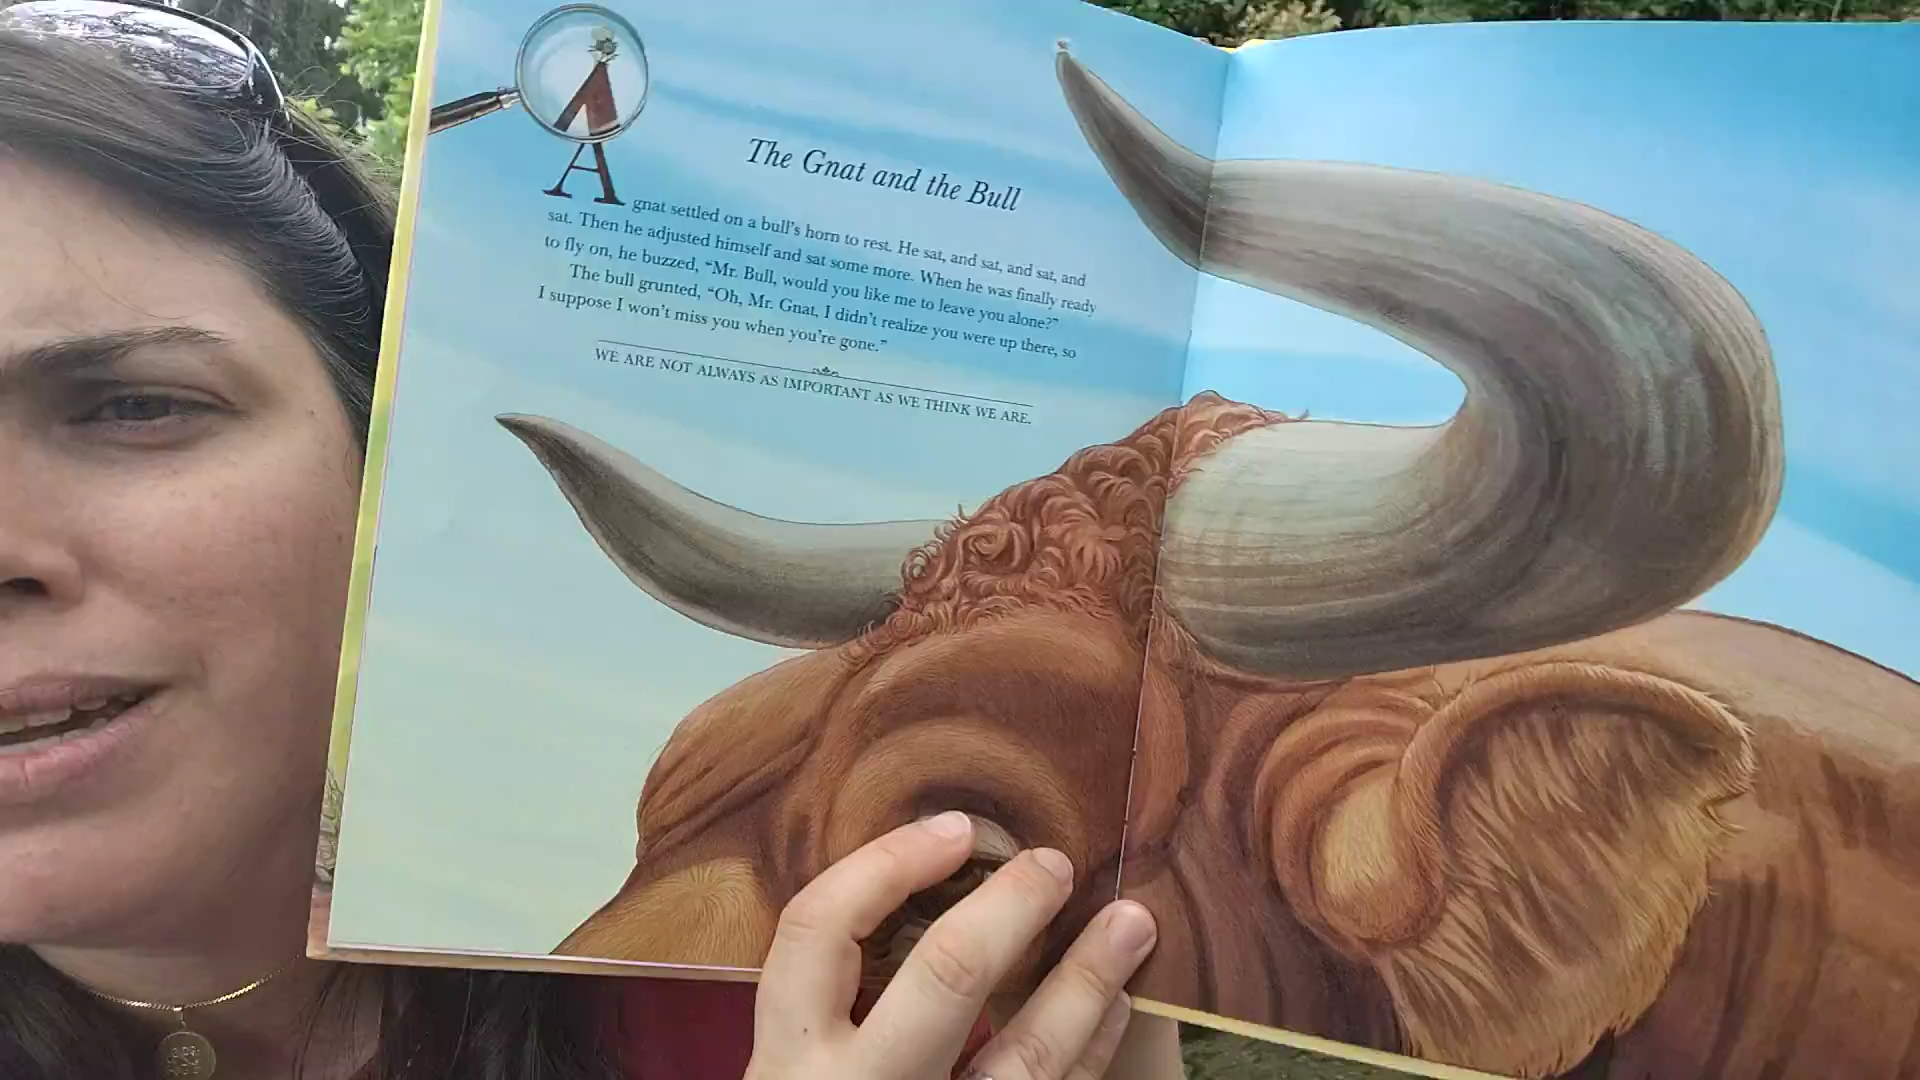 The Gnat and the Bull
A gnat settled on a bull's horn to rest. He sat, and sat, and sat, and
sat. Then he adjusted himself and sat some more. When he was finally ready
to fly on, he buzzed, “Mr. Bull, would you like me to leave you alone?”
The bull grunted, “Oh, Mr. Gnat, I didn't realize you were up there, so
I suppose I won't miss you when you're gone.”
WE ARE NOT ALWAYS AS IMPORTANT AS WE THINK WE ARE.